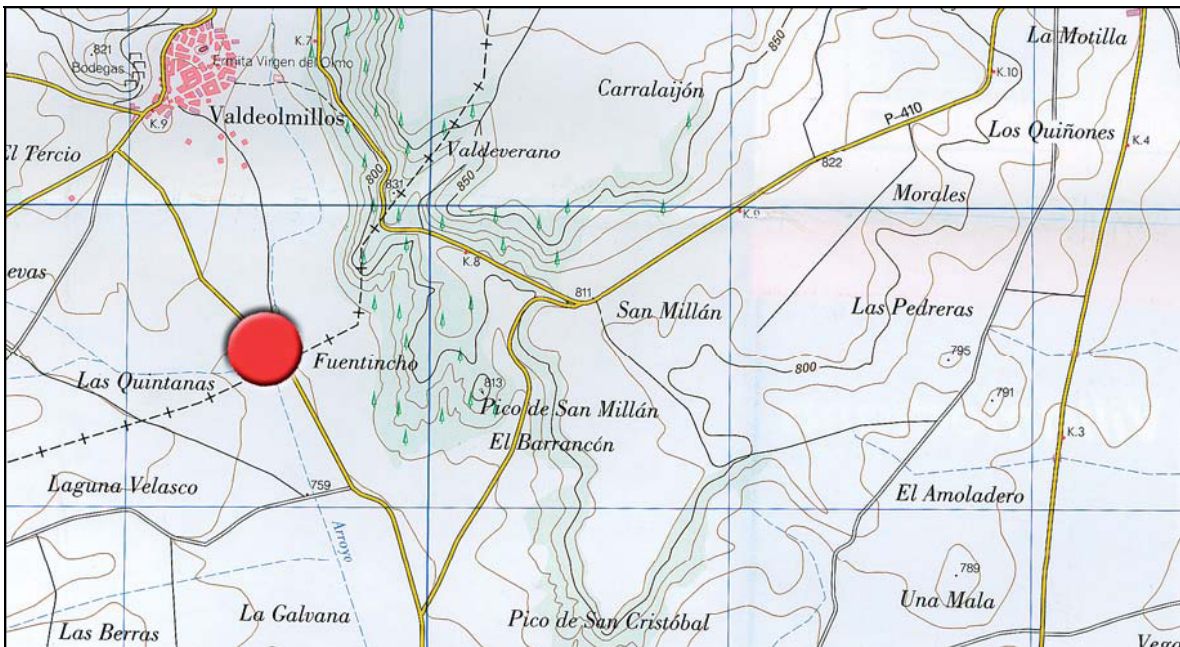 La Motilla
K.7
821
Bodegas
Ermita Virgen del Olmo
850
K.10
Carralaijón
P-410
Valdeolmillos
K.9
Los Quiñones
K.4
El Tercio
Valdeverano
822
800
831
850
Morales
K.9
K.8
evas
811
San Millán
Las Pedreras
Fuentincho
795
800
Las Quintanas
813
791
Pico de San Millán
El Barrancón
K.3
Laguna Velasco
759
El Amoladero
Arroyo
789
Una Mala
La Galvana
Pico de San Cristóbal
Las Berras
Vega